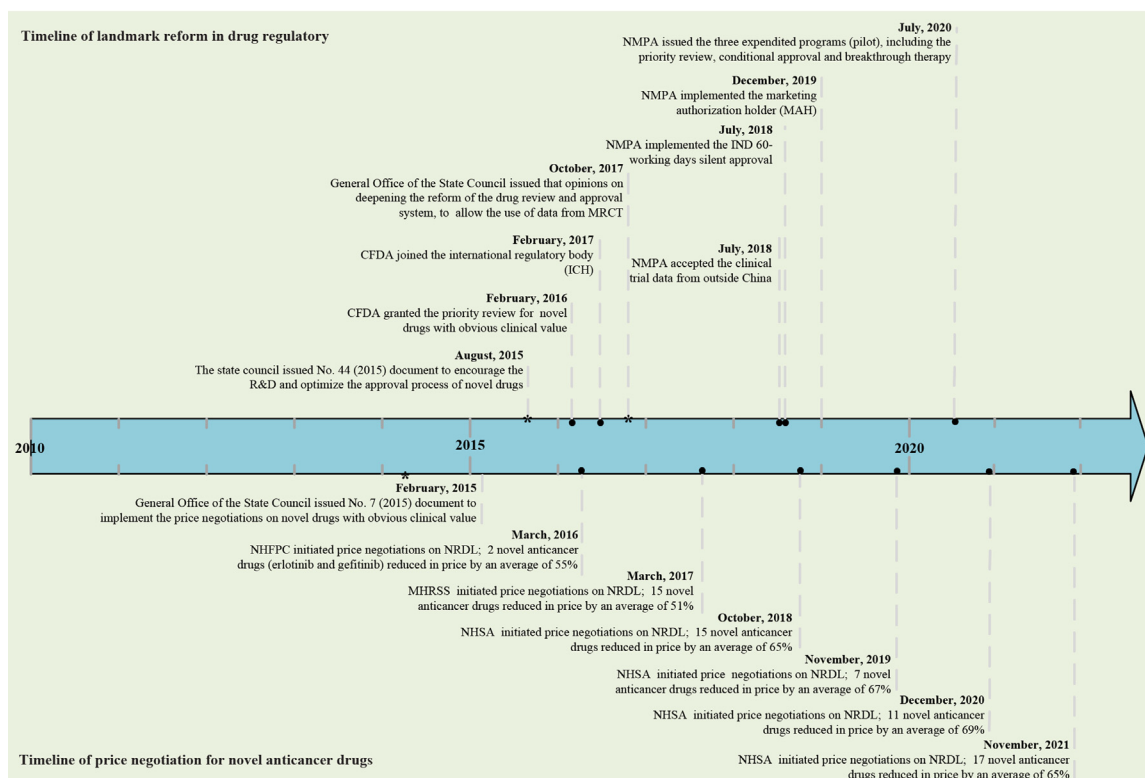 Timeline of landmark reform in drug regulatory
July, 2020
NMPA issued the three expendited programs (pilot), including the
priority review, conditional approval and breakthrough therapy
December, 2019
NMPA implemented the marketing
authorization holder (MAH)
July, 2018
NMPA implemented the IND 60-
working days silent approval
October, 2017
General Office of the State Council issued that opinions on
deepening the reform of the drug review and approval
system, to allow the use of data from MRCT
February, 2017
CFDA joined the international regulatory body
(ICH)
July, 2018
NMPA accepted the clinical
trial data from outside China
February, 2016
CFDA granted the priority review for novel
drugs with obvious clinical value
August, 2015
The state council issued No. 44 (2015) document to encourage the
R&D and optimize the approval process of novel drugs
* *
2010 2015 2020
*
February, 2015
General Office of the State Council issued No. 7 (2015) document to
implement the price negotiations on novel drugs with obvious clinical value
March, 2016
NHFPC initiated price negotiations on NRDL; 2 novel anticancer
drugs (erlotinib and gefitinib) reduced in price by an average of 55%
March, 2017
MHRSS initiated price negotiations on NRDL; 15 novel
anticancer drugs reduced in price by an average of 51%
October, 2018
NHSA initiated price negotiations on NRDL; 15 novel anticancer
drugs reduced in price by an average of 65%
November, 2019
NHSA initiated price negotiations on NRDL; 7 novel
anticancer drugs reduced in price by an average of 67%
December, 2020
NHSA initiated price negotiations on NRDL; 11 novel anticancer
drugs reduced in price by an average of 69%
November, 2021
NHSA initiated price negotiations on NRDL; 17 novel anticancer
drugs reduced in price by an average of 65%
Timeline of price negotiation for novel anticancer drugs